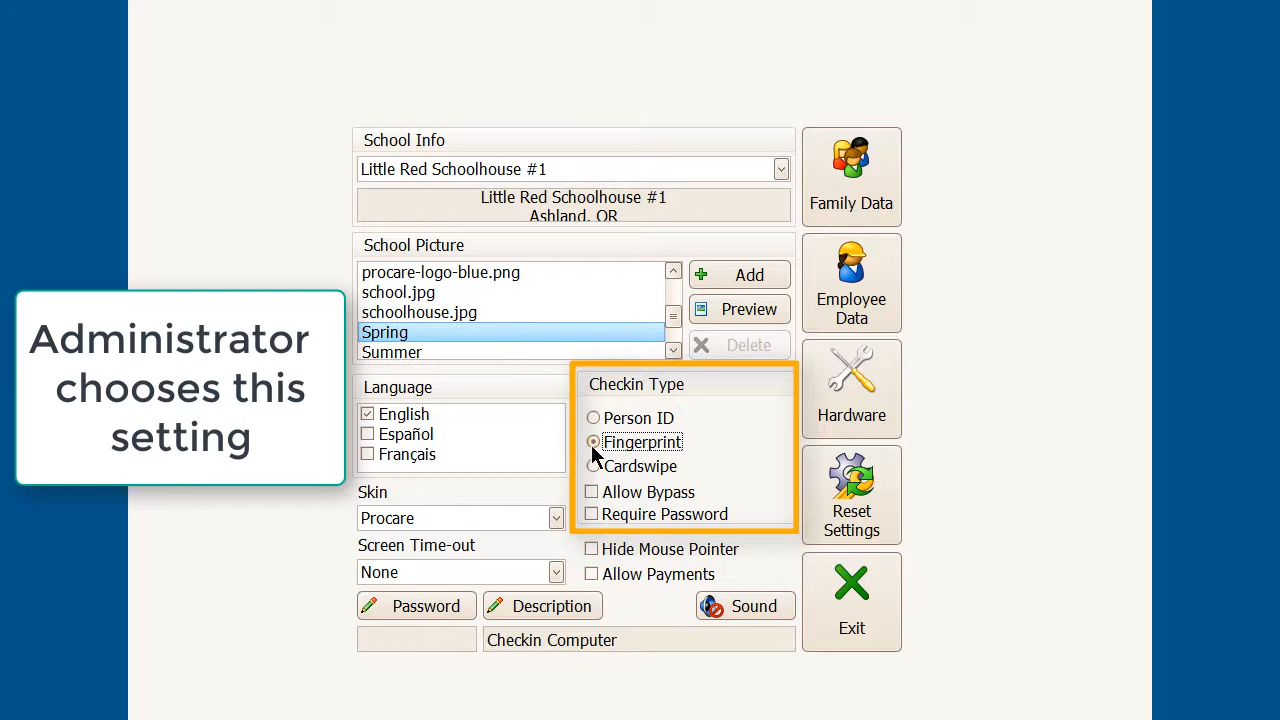 School Info
Little Red Schoolhouse #1
Little Red Schoolhouse #1
Ashland, OR
School Picture
procare-logo-blue.png
school.jpg
schoolhouse.jpg
Spring
Summer
Add
Preview
Delete
Administrator
chooses this
setting
Language
English
Español
Français
Checkin Type
Person ID
Fingerprint
Cardswipe
Allow Bypass
Require Password
Skin
Procare
Screen Time-out
None
Hide Mouse Pointer
Allow Payments
Password
Description
Sound
Checkin Computer
Family Data
Employee
Data
Hardware
Reset
Settings
Exit